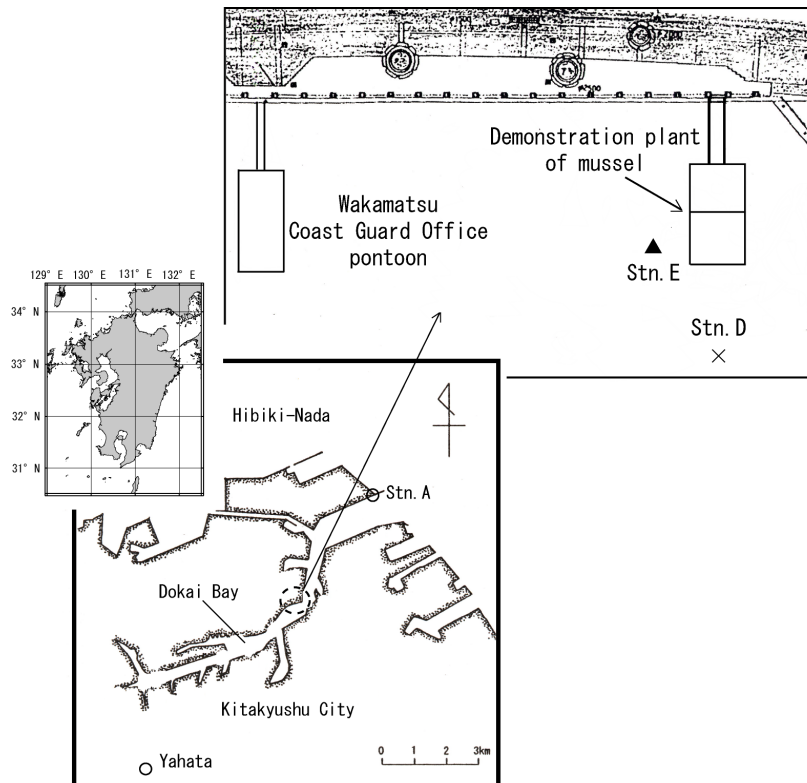 Demonstration plant
of mussel
Wakamatsu
Coast Guard Office
pontoon
Stn. E
Stn. D
129° E 130° E 131° E 132° E
34° N
33° N
32° N
31° N
Hibiki-Nada
Stn. A
Dokai Bay
Kitakyushu City
Yahata
0 1 2 3km